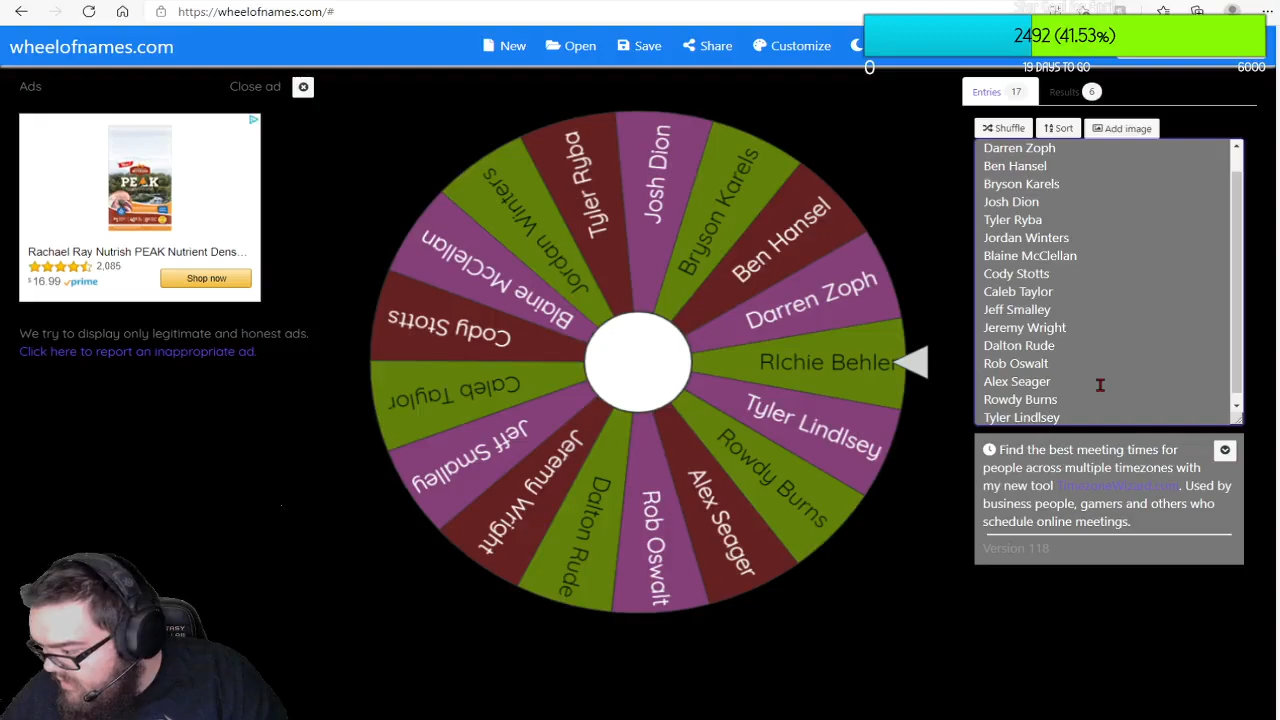 https://wheelofnames.com/#
wheelofnames.com
New
Open
Save
Share
Customize
2492 (41.53%)
0
19 DAYS TO GO
6000
Ads
Close ad
PEAK
Rachael Ray Nutrish PEAK Nutrient Dens...
2,085
$16.99 prime
Shop now
We try to display only legitimate and honest ads.
Click here to report an inappropriate ad.
Josh Dion
Bryson Karels
Ben Hansel
Darren Zoph
RIchie Behler
Tyler Lindlsey
Rowdy Burns
Alex Seager
Rob Oswalt
Dalton Rude
Jeremy Wright
Jeff Smalley
Caleb Taylor
Cody Stotts
Blaine McClellan
Jordan Winters
Tyler Ryba
Entries 17
Results 6
Shuffle
Sort
Add image
Darren Zoph
Ben Hansel
Bryson Karels
Josh Dion
Tyler Ryba
Jordan Winters
Blaine McClellan
Cody Stotts
Caleb Taylor
Jeff Smalley
Jeremy Wright
Dalton Rude
Rob Oswalt
Alex Seager
Rowdy Burns
Tyler Lindlsey
Find the best meeting times for
people across multiple timezones with
my new tool TimezoneWizard.com. Used by
business people, gamers and others who
schedule online meetings.
Version 118